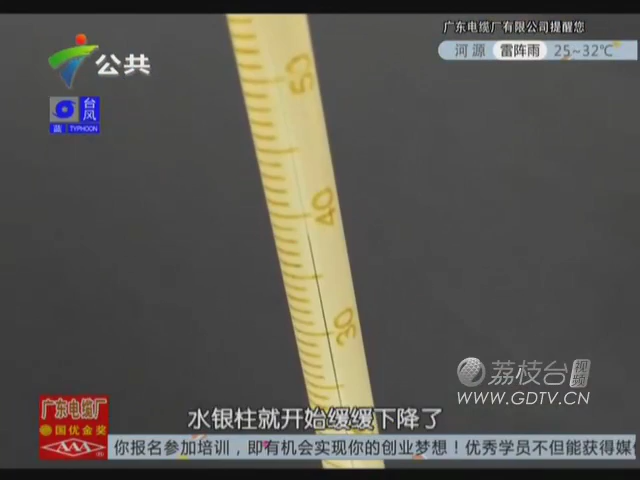 广东电缆厂有限公司提醒您
公共
河源 雷阵雨 25~32℃
台风
蓝 TYPHOON
50
40
30
荔枝台 视频
WWW.GDTV.CN
广东电缆厂
国优金奖
AAA
水银柱就开始缓缓下降了
你报名参加培训，即有机会实现你的创业梦想！优秀学员不但能获得媒